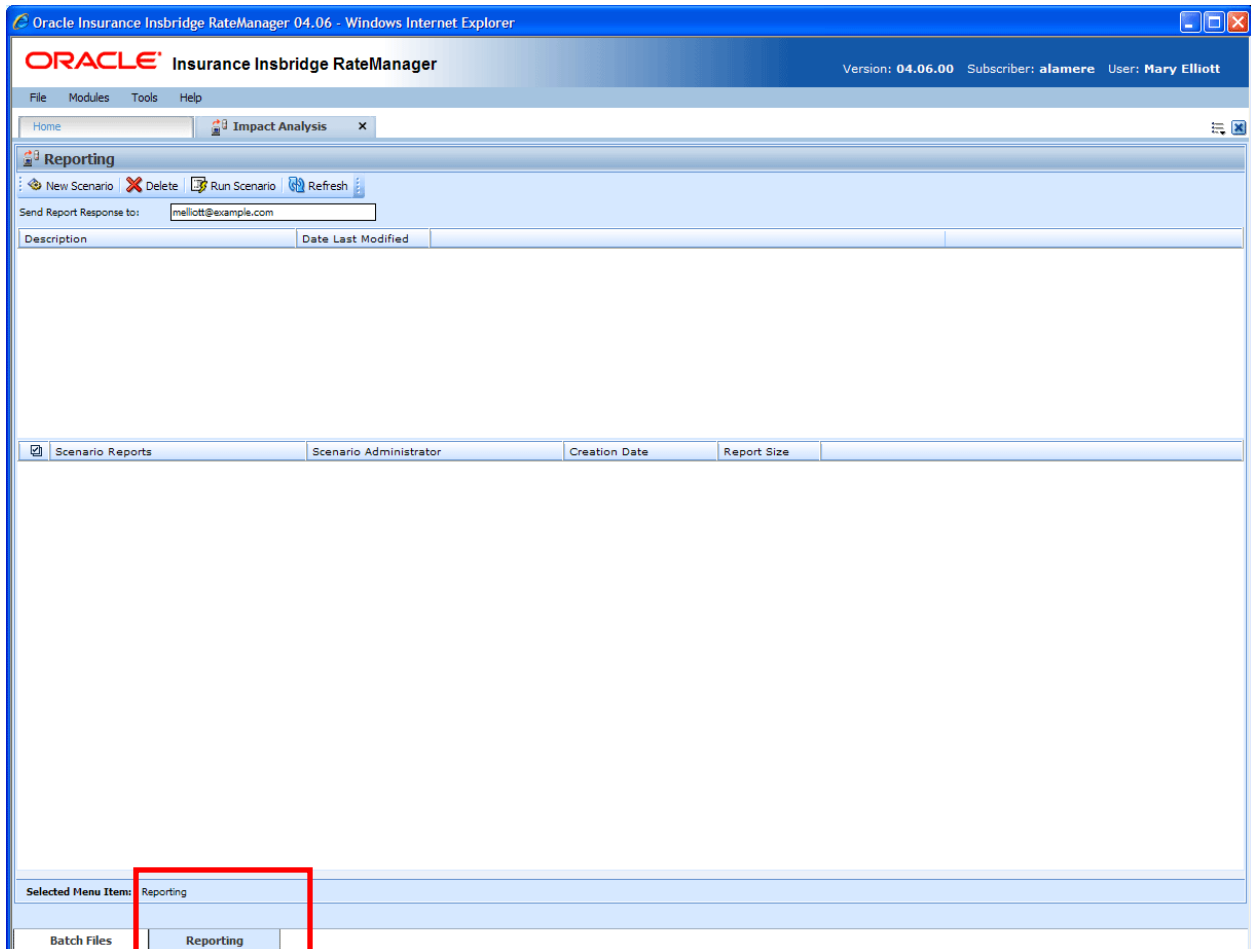 Oracle Insurance Insbridge RateManager 04.06 - Windows Internet Explorer
ORACLE Insurance Insbridge RateManager
Version: 04.06.00 Subscriber: alamere User: Mary Elliott
File Modules Tools Help
Home Impact Analysis x
Reporting
New Scenario Delete Run Scenario Refresh
Send Report Response to: melliott@example.com
Description Date Last Modified
Scenario Reports Scenario Administrator Creation Date Report Size
Selected Menu Item: Reporting
Batch Files Reporting